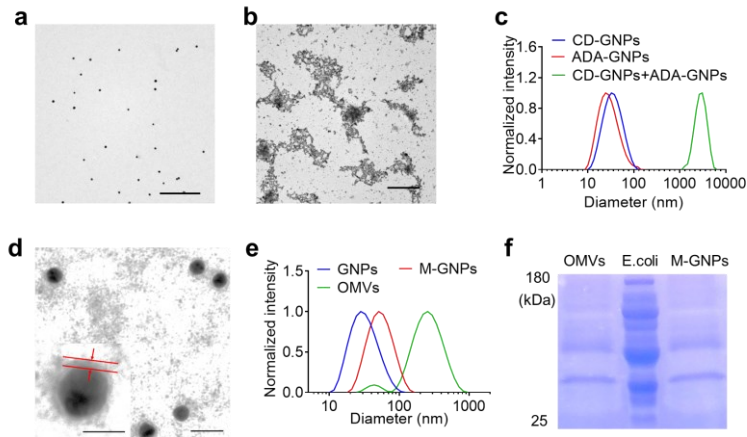 a
b
c
Normalized intensity
1.6
1.2
0.8
0.4
0.0
CD-GNPs
ADA-GNPs
CD-GNPs+ADA-GNPs
1
10
100
1000
10000
Diameter (nm)
d
e
Normalized intensity
1.5
1.0
0.5
0.0
GNPs
M-GNPs
OMVs
10
100
1000
Diameter (nm)
f
OMVs E.coli M-GNPs
180
(kDa)
25